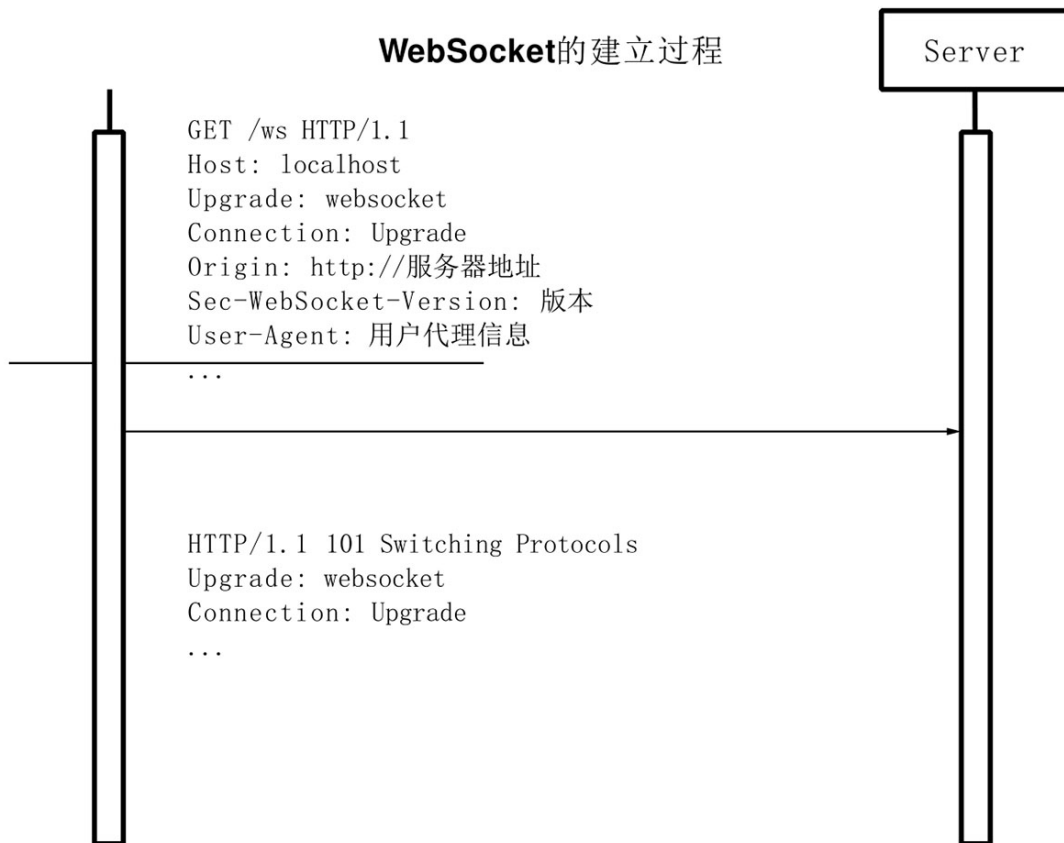 WebSocket的建立过程
Server
GET /ws HTTP/1.1
Host: localhost
Upgrade: websocket
Connection: Upgrade
Origin: http://服务器地址
Sec-WebSocket-Version: 版本
User-Agent: 用户代理信息
...
HTTP/1.1 101 Switching Protocols
Upgrade: websocket
Connection: Upgrade
...